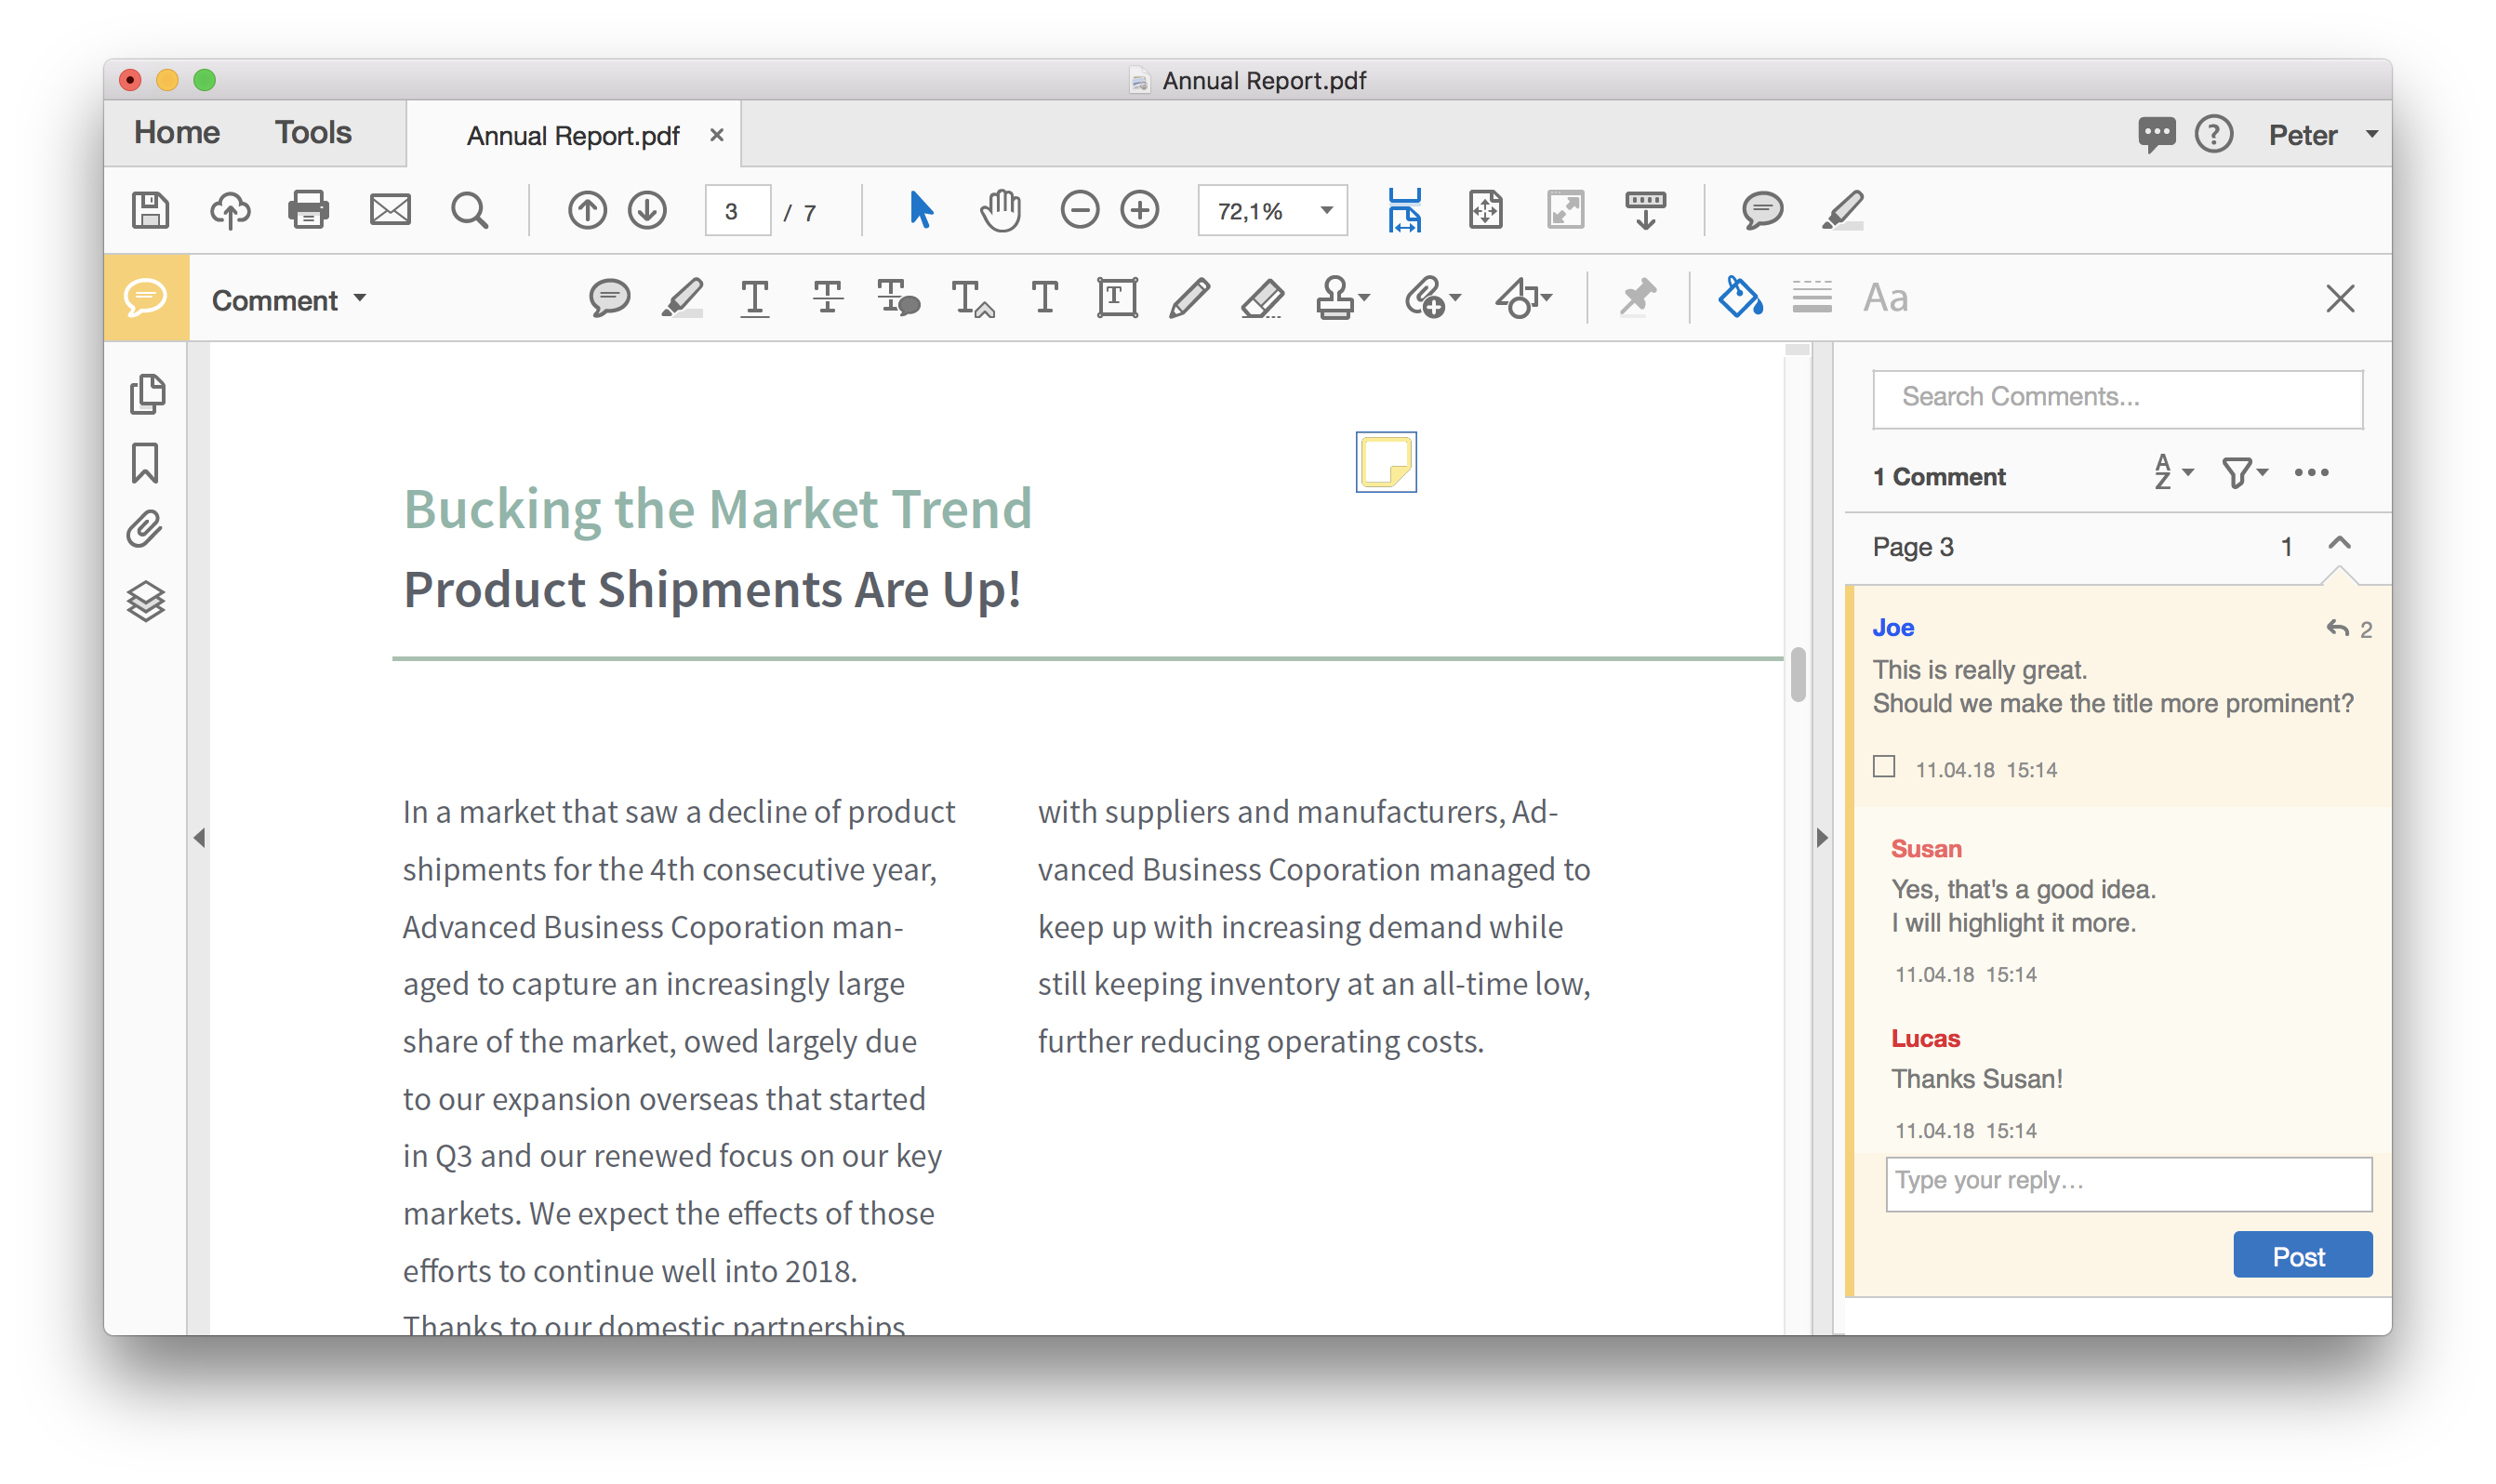 Annual Report.pdf
Home
Tools
Annual Report.pdf
Peter
3 / 7
72,1%
Comment
T
T
T
T
T
T
Aa
Search Comments...
1 Comment
A
Z
Page 3
1
Bucking the Market Trend
Product Shipments Are Up!
In a market that saw a decline of product
shipments for the 4th consecutive year,
Advanced Business Coporation man-
aged to capture an increasingly large
share of the market, owed largely due
to our expansion overseas that started
in Q3 and our renewed focus on our key
markets. We expect the effects of those
efforts to continue well into 2018.
Thanks to our domestic partnerships
with suppliers and manufacturers, Ad-
vanced Business Coporation managed to
keep up with increasing demand while
still keeping inventory at an all-time low,
further reducing operating costs.
Joe
2
This is really great.
Should we make the title more prominent?
11.04.18 15:14
Susan
Yes, that's a good idea.
I will highlight it more.
11.04.18 15:14
Lucas
Thanks Susan!
11.04.18 15:14
Type your reply...
Post